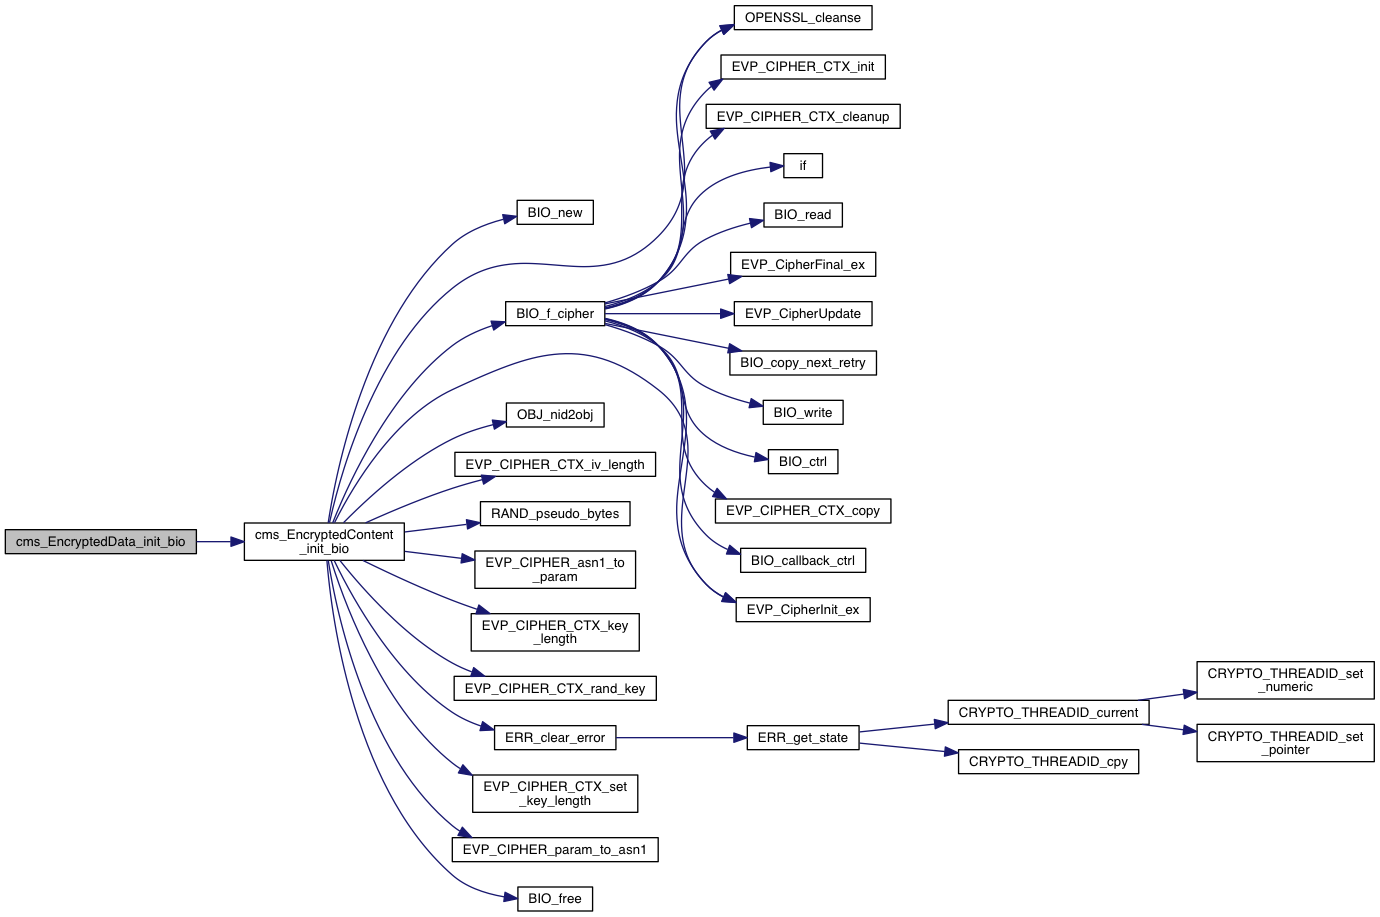 cms_EncryptedData_init_bio
cms_EncryptedContent
_init_bio
BIO_new
BIO_f_cipher
OBJ_nid2obj
EVP_CIPHER_CTX_iv_length
RAND_pseudo_bytes
EVP_CIPHER_asn1_to
_param
EVP_CIPHER_CTX_key
_length
EVP_CIPHER_CTX_rand_key
ERR_clear_error
EVP_CIPHER_CTX_set
_key_length
EVP_CIPHER_param_to_asn1
BIO_free
OPENSSL_cleanse
EVP_CIPHER_CTX_init
EVP_CIPHER_CTX_cleanup
if
BIO_read
EVP_CipherFinal_ex
EVP_CipherUpdate
BIO_copy_next_retry
BIO_write
BIO_ctrl
EVP_CIPHER_CTX_copy
BIO_callback_ctrl
EVP_CipherInit_ex
ERR_get_state
CRYPTO_THREADID_current
CRYPTO_THREADID_cpy
CRYPTO_THREADID_set
_numeric
CRYPTO_THREADID_set
_pointer